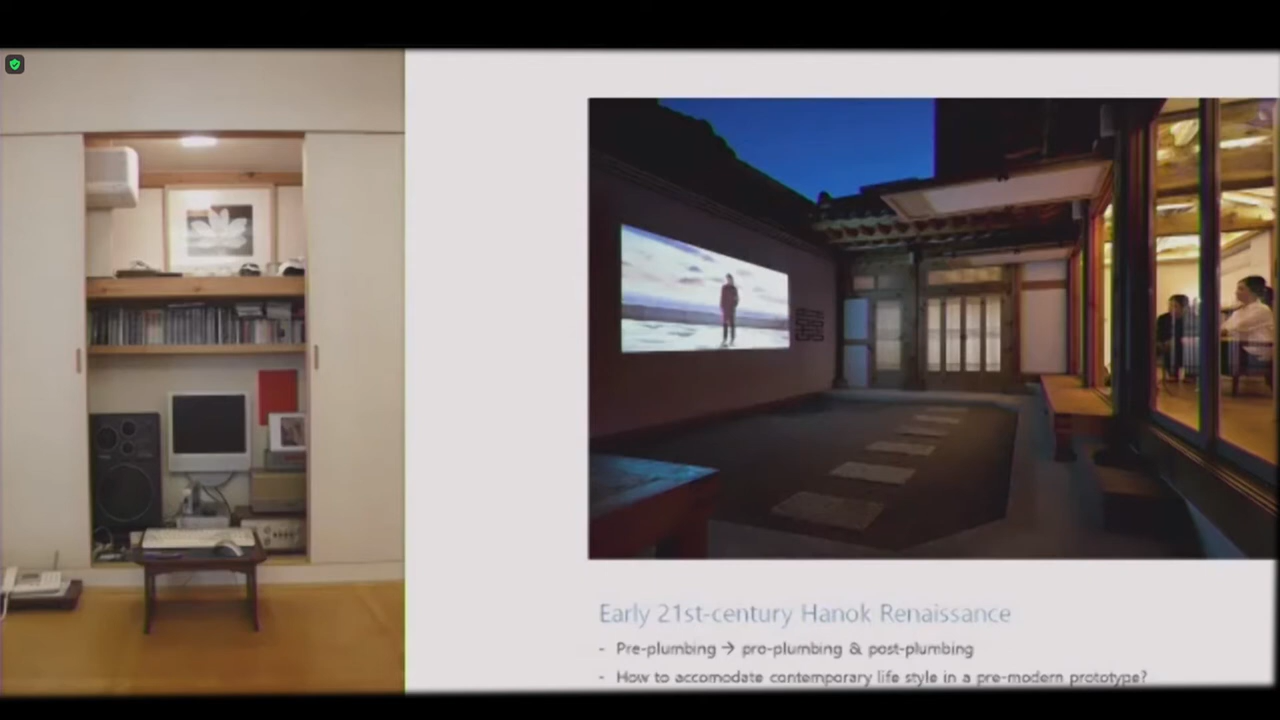 Early 21st-century Hanok Renaissance
- Pre-plumbing → pro-plumbing & post-plumbing
- How to accomodate contemporary life style in a pre-modern prototype?